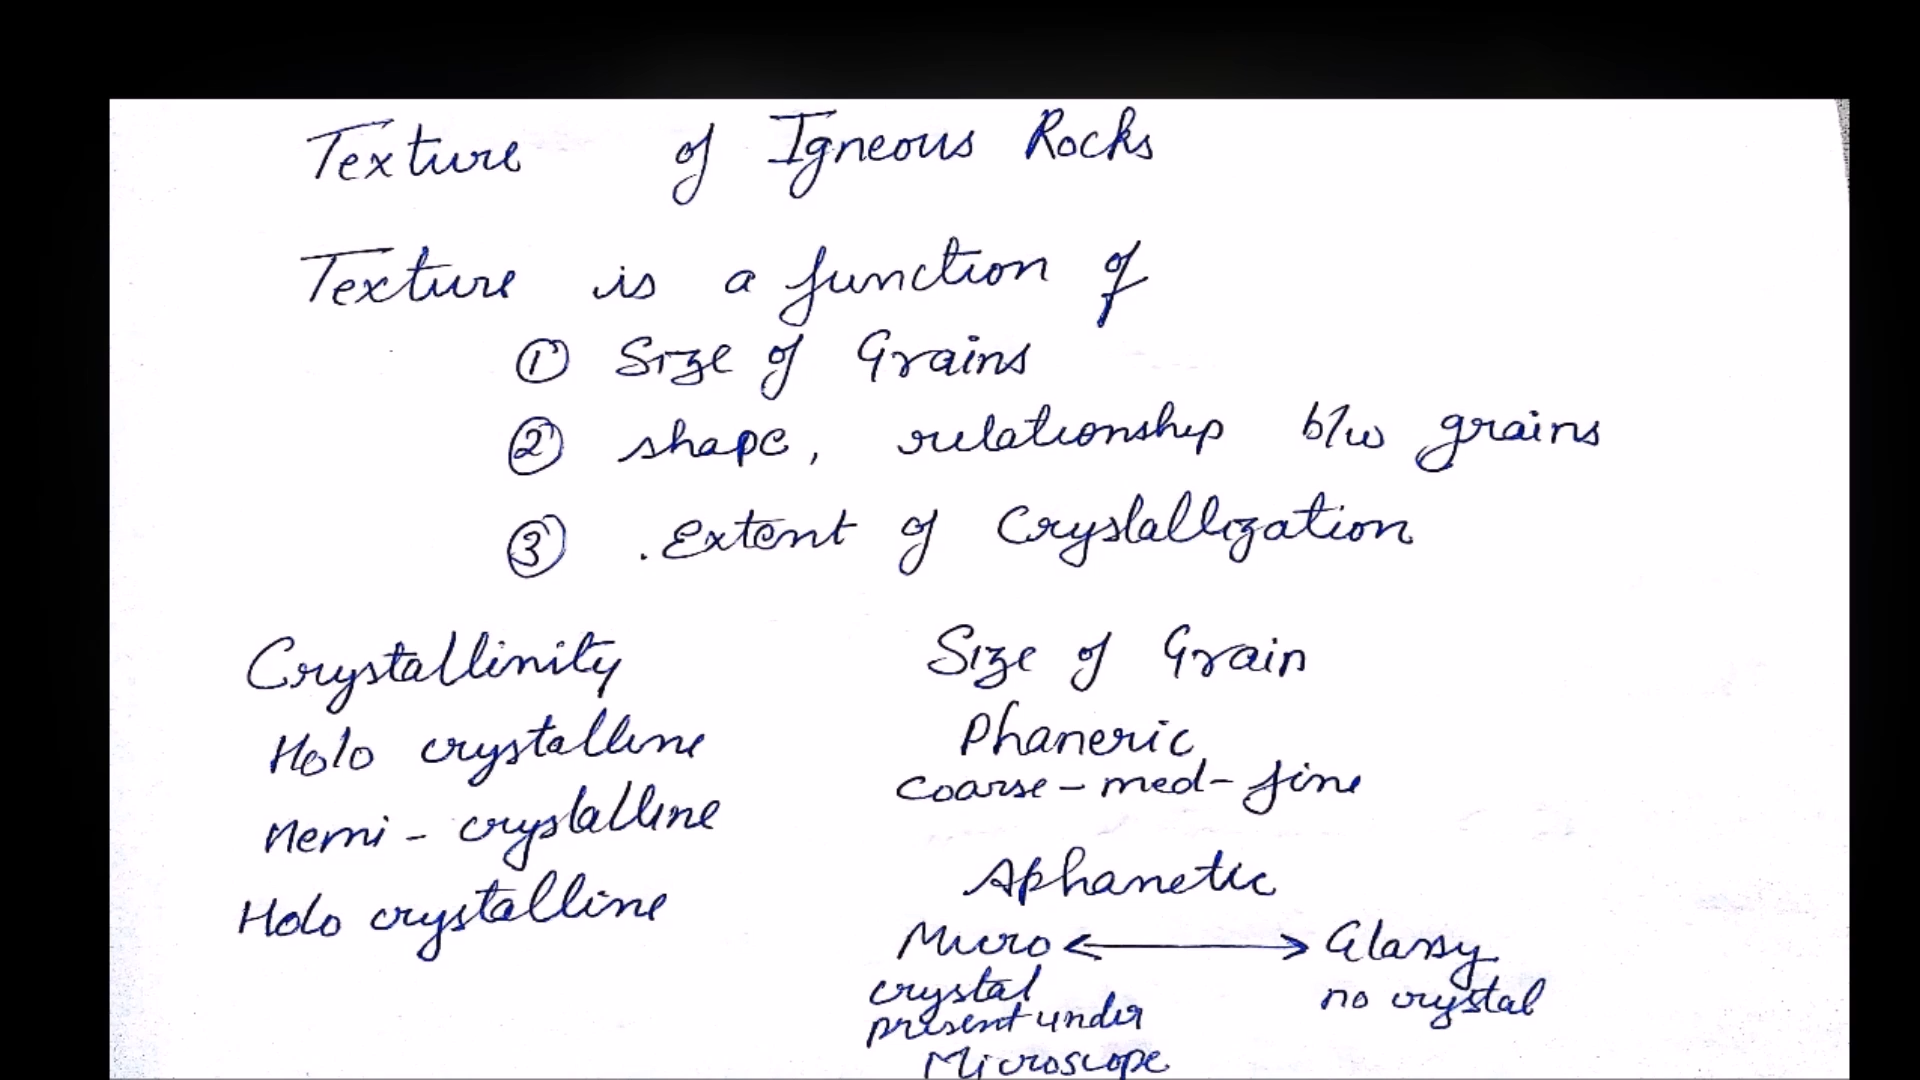 Texture of Igneous Rocks
Texture is a function of
① Size of Grains
② shape, relationship b/w grains
③ . Extent of Crystallization
Crystallinity
Holo crystalline
Hemi - crystalline
Holo crystalline
Size of Grain
Phaneric
coarse - med - fine
Aphanetic
Micro ⟷ Glassy
crystal
present under
Microscope
no crystal